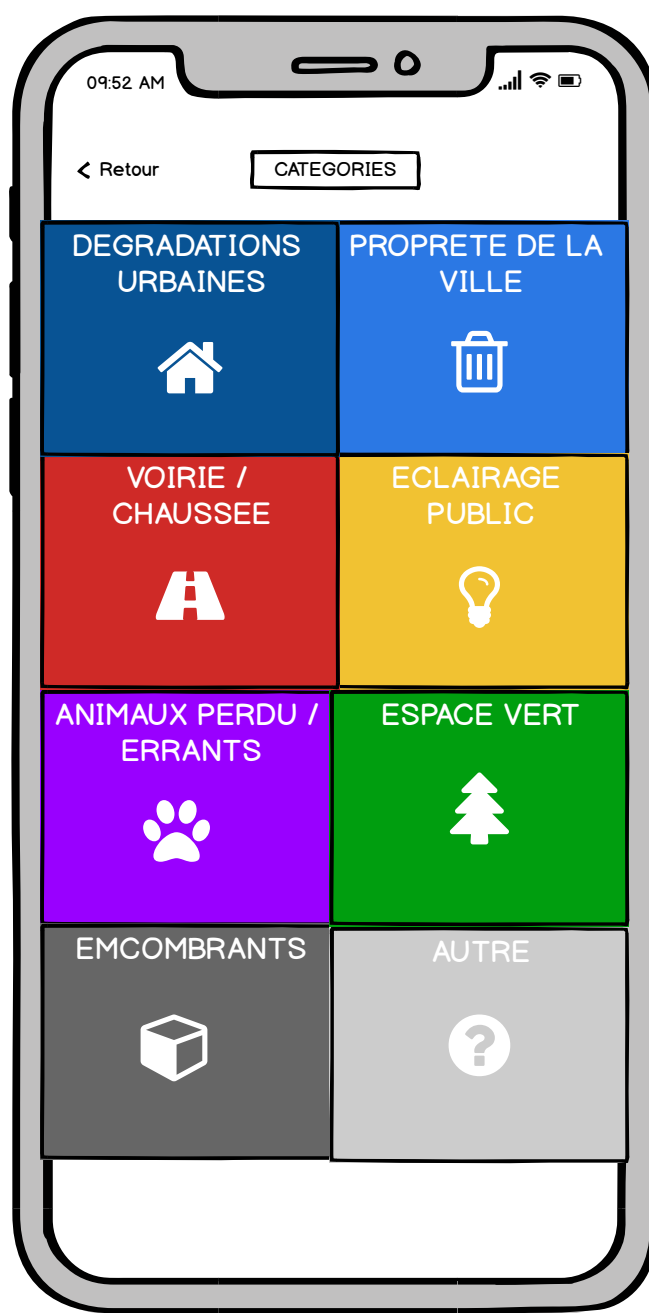 09:52 AM
Retour
CATEGORIES
DEGRADATIONS
URBAINES
PROPRETE DE LA
VILLE
VOIRIE /
CHAUSSEE
ECLAIRAGE
PUBLIC
ANIMAUX PERDU /
ERRANTS
ESPACE VERT
EMCOMBRANTS
AUTRE
?